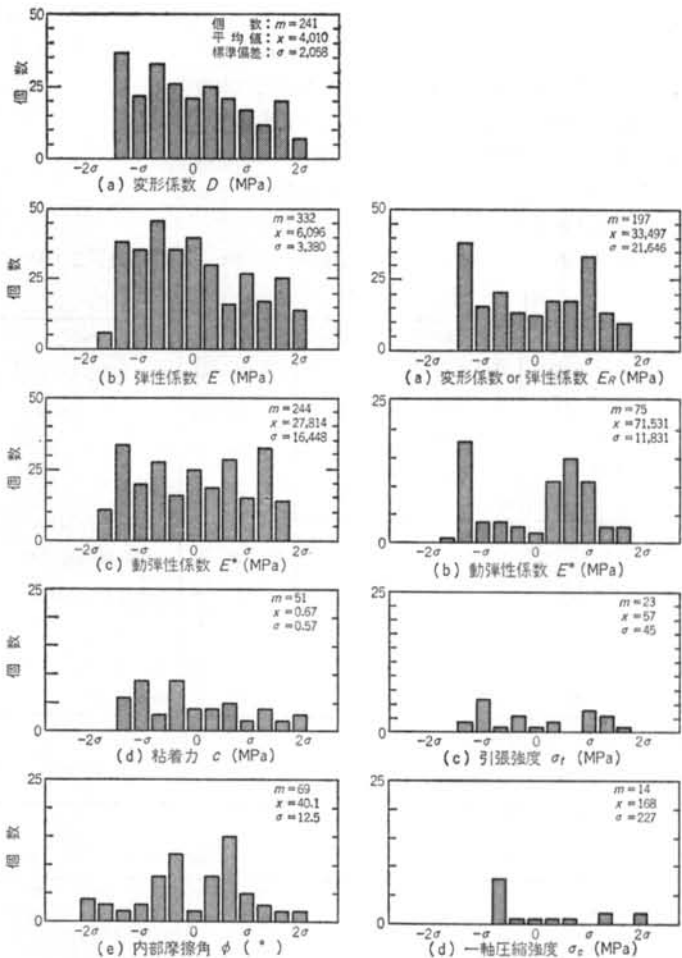 50
個 数：m＝241
平 均 値：x＝4,010
標準偏差：σ＝2,058
個 数
25
0
−2σ −σ 0 σ 2σ
(a) 変形係数 D (MPa)
50
m＝332
x＝6,096
σ＝3,380
個 数
25
0
−2σ −σ 0 σ 2σ
(b) 弾性係数 E (MPa)
50
m＝197
x＝33,497
σ＝21,646
25
0
−2σ −σ 0 σ 2σ
(a) 変形係数 or 弾性係数 ER (MPa)
50
m＝244
x＝27,814
σ＝16,448
個 数
25
0
−2σ −σ 0 σ 2σ
(c) 動弾性係数 E* (MPa)
25
m＝75
x＝71,531
σ＝11,831
0
−2σ −σ 0 σ 2σ
(b) 動弾性係数 E* (MPa)
25
m＝51
x＝0.67
σ＝0.57
個 数
0
−2σ −σ 0 σ 2σ
(d) 粘着力 c (MPa)
25
m＝23
x＝57
σ＝45
0
−2σ −σ 0 σ 2σ
(c) 引張強度 σt (MPa)
25
m＝69
x＝40.1
σ＝12.5
個 数
0
−2σ −σ 0 σ 2σ
(e) 内部摩擦角 φ (°)
25
m＝14
x＝168
σ＝227
0
−2σ −σ 0 σ 2σ
(d) 一軸圧縮強度 σc (MPa)